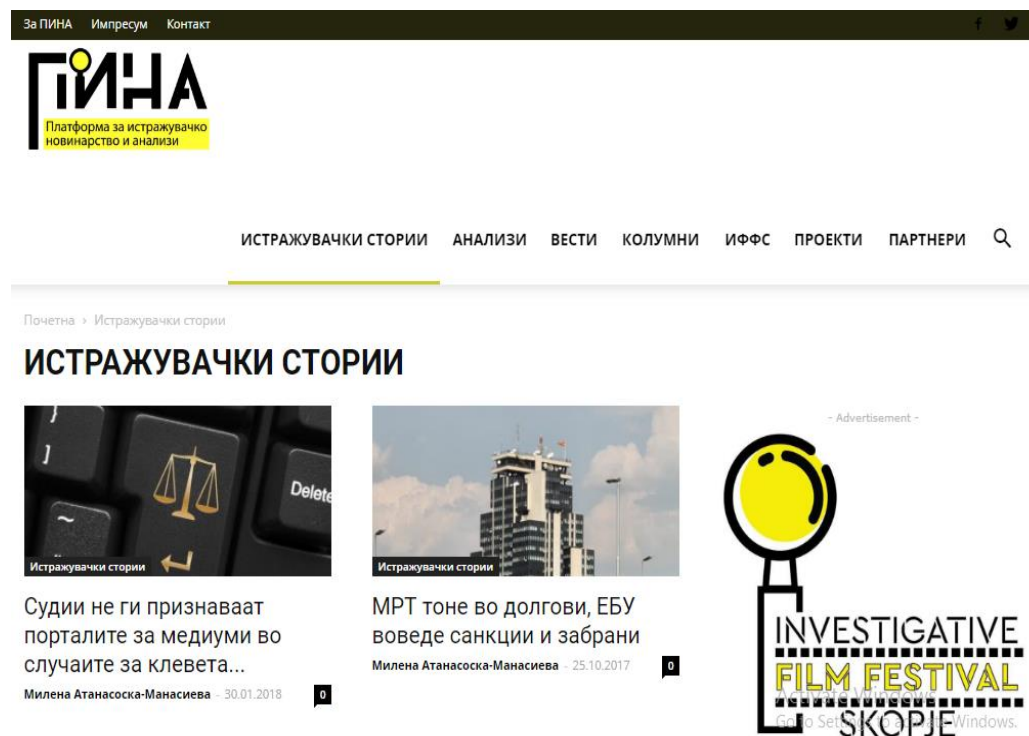 За ПИНА Импресум Контакт
ПИНА
Платформа за истражувачко
новинарство и анализи
ИСТРАЖУВАЧКИ СТОРИИ АНАЛИЗИ ВЕСТИ КОЛУМНИ ИФФС ПРОЕКТИ ПАРТНЕРИ
Почетна › Истражувачки стории
ИСТРАЖУВАЧКИ СТОРИИ
}
]
~
Delete
Истражувачки стории
Судии не ги признаваат
порталите за медиуми во
случаите за клевета...
Милена Атанасоска-Манасиева - 30.01.2018 0
Истражувачки стории
МРТ тоне во долгови, ЕБУ
воведе санкции и забрани
Милена Атанасоска-Манасиева - 25.10.2017 0
- Advertisement -
INVESTIGATIVE
FILM FESTIVAL
SKOPJE
Activate Windows
Go to Settings to activate Windows.